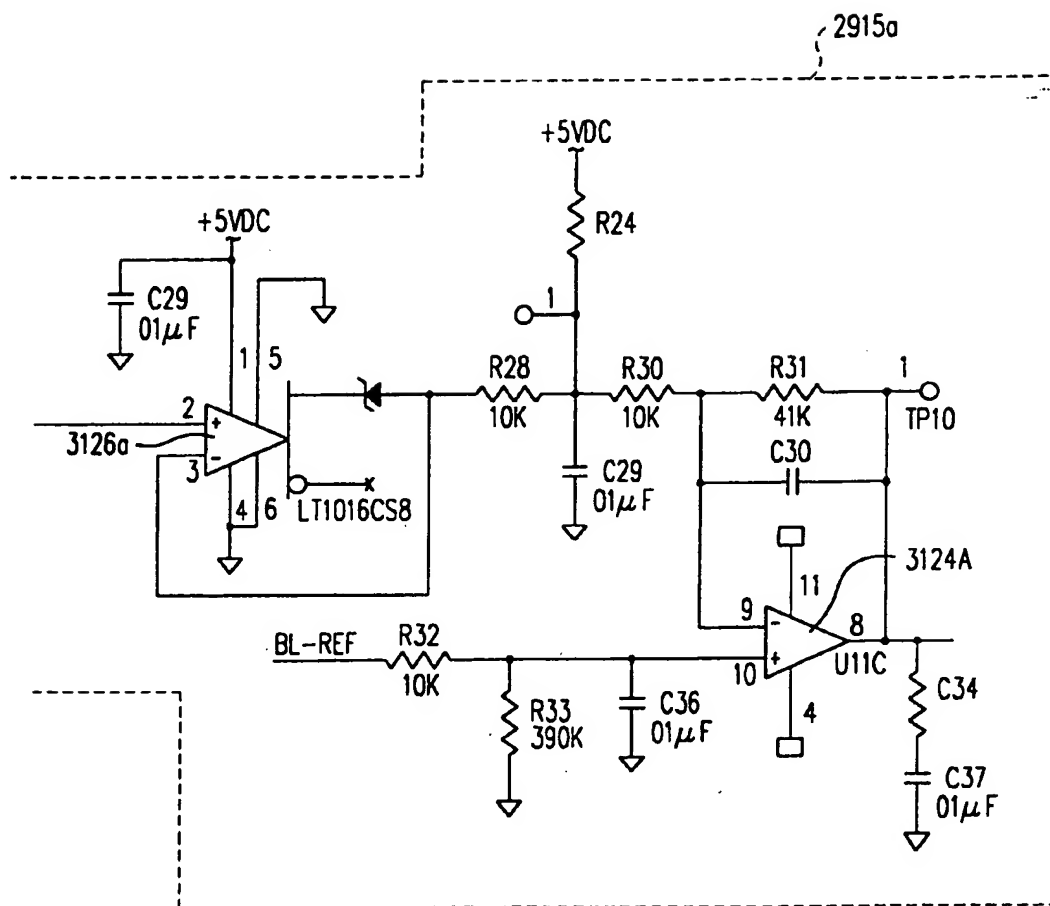 2915a
+5VDC
R24
+5VDC
C29
01μF
1
5
1
R28
10K
R30
10K
R31
41K
1
TP10
2
+
3126a
-
3
4
6
LT1016CS8
x
C29
01μF
C30
3124A
11
9
-
8
+
10
U11C
4
BL-REF
R32
10K
R33
390K
C36
01μF
C34
C37
01μF